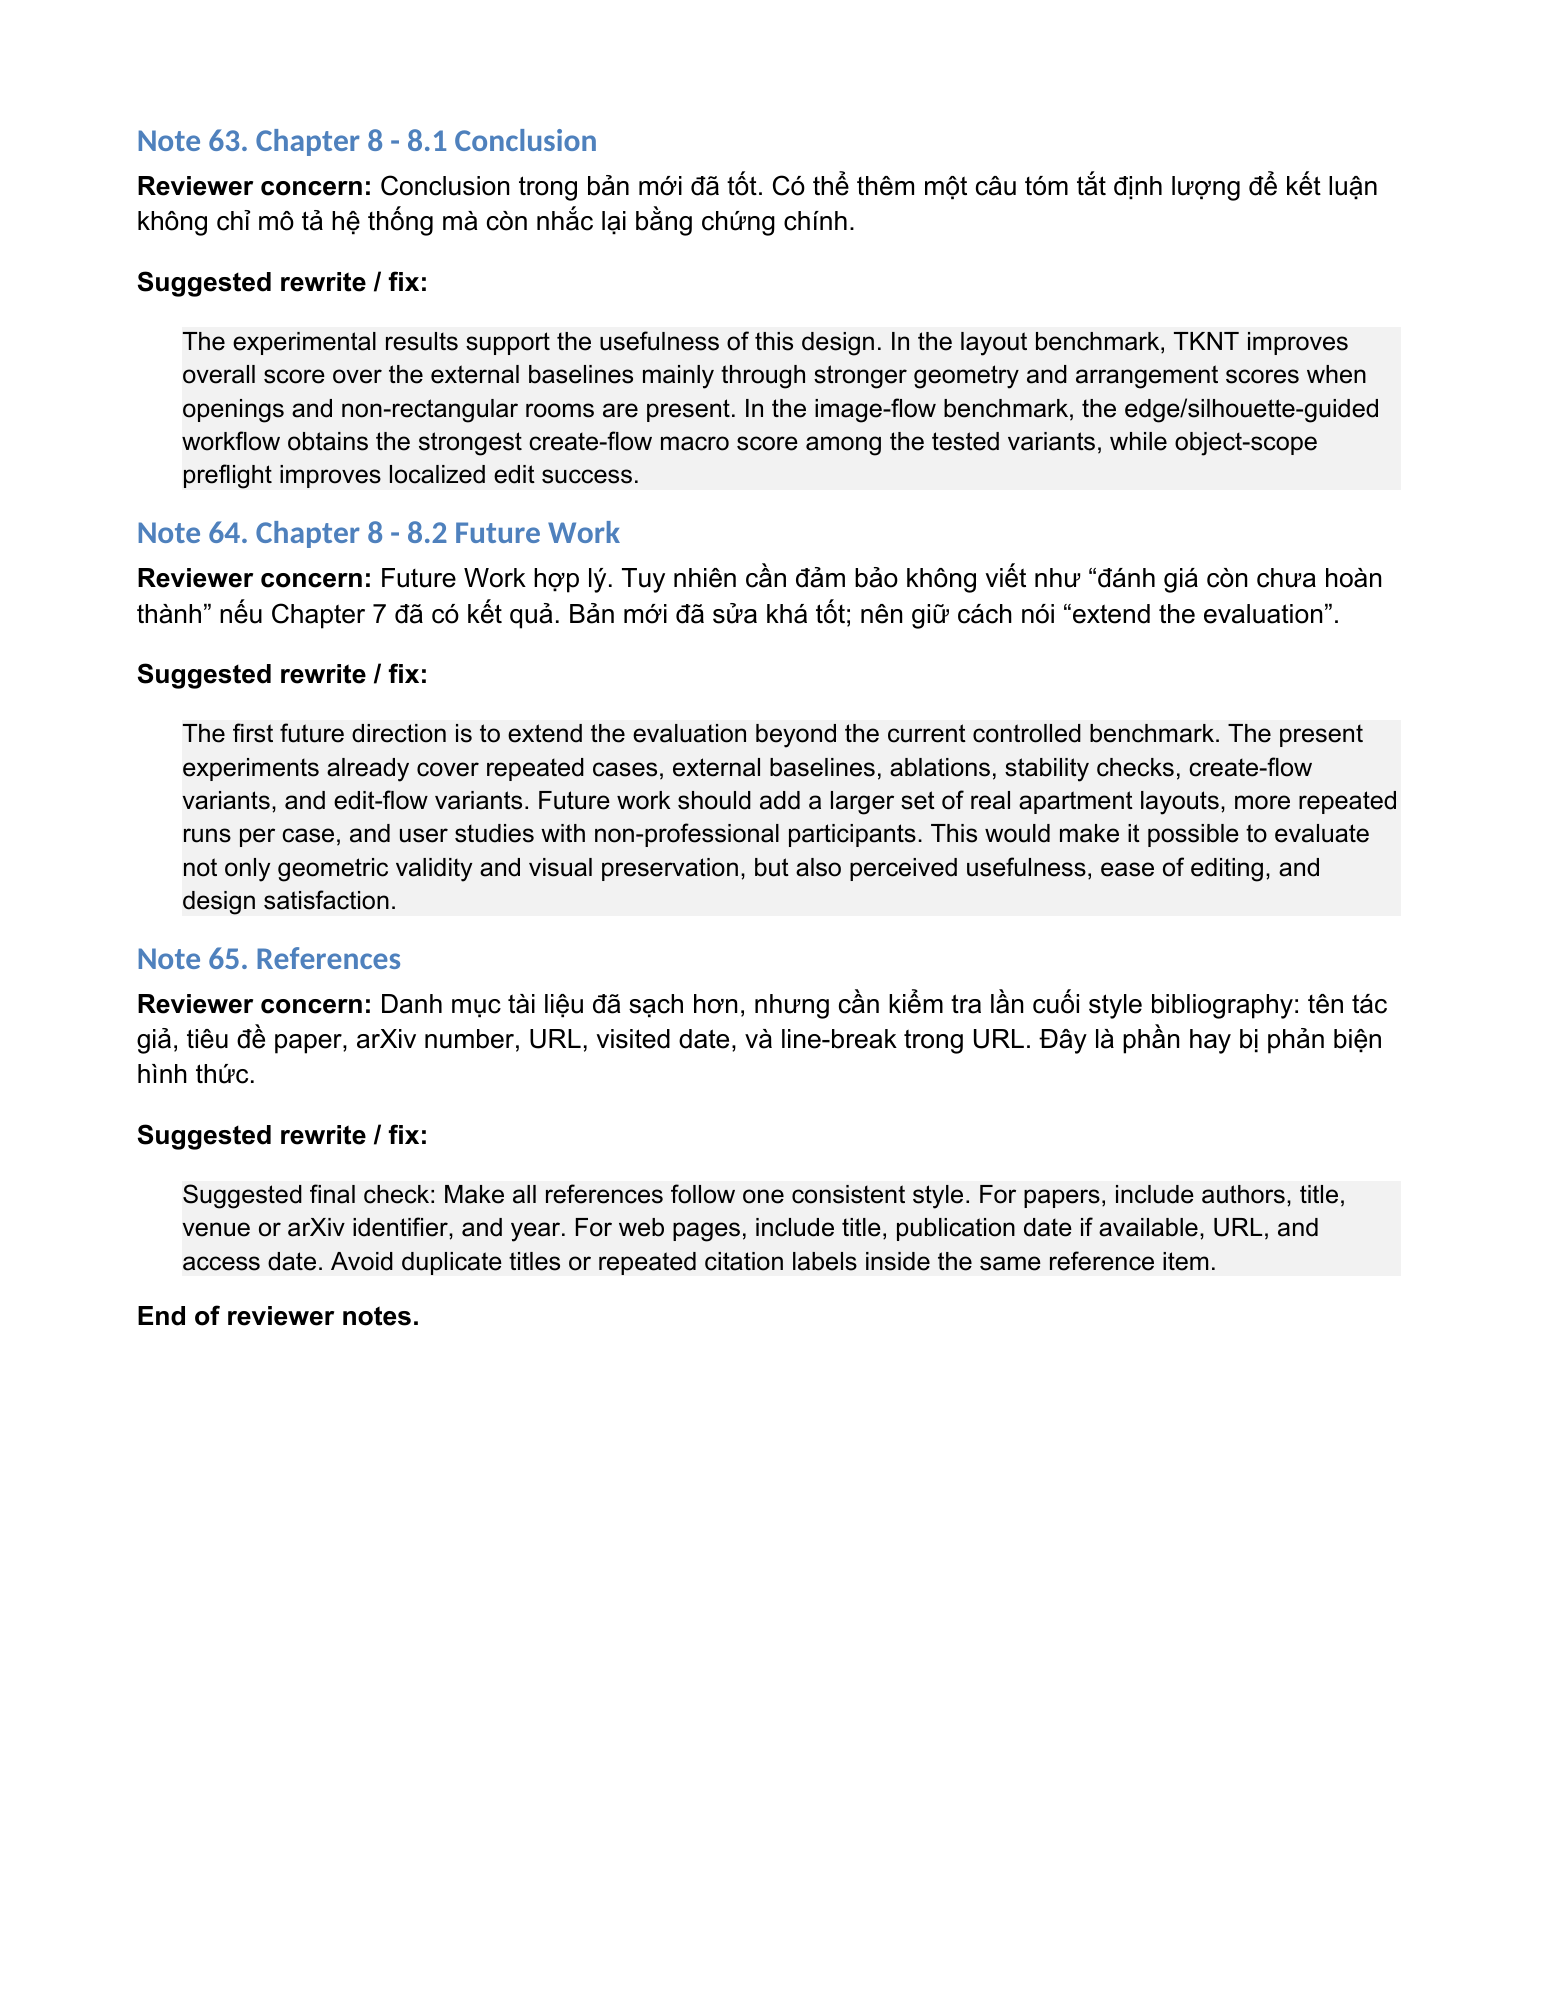 Note 63. Chapter 8 - 8.1 Conclusion
Reviewer concern: Conclusion trong bản mới đã tốt. Có thể thêm một câu tóm tắt định lượng để kết luận
không chỉ mô tả hệ thống mà còn nhắc lại bằng chứng chính.
Suggested rewrite / fix:
The experimental results support the usefulness of this design. In the layout benchmark, TKNT improves
overall score over the external baselines mainly through stronger geometry and arrangement scores when
openings and non-rectangular rooms are present. In the image-flow benchmark, the edge/silhouette-guided
workflow obtains the strongest create-flow macro score among the tested variants, while object-scope
preflight improves localized edit success.
Note 64. Chapter 8 - 8.2 Future Work
Reviewer concern: Future Work hợp lý. Tuy nhiên cần đảm bảo không viết như “đánh giá còn chưa hoàn
thành” nếu Chapter 7 đã có kết quả. Bản mới đã sửa khá tốt; nên giữ cách nói “extend the evaluation”.
Suggested rewrite / fix:
The first future direction is to extend the evaluation beyond the current controlled benchmark. The present
experiments already cover repeated cases, external baselines, ablations, stability checks, create-flow
variants, and edit-flow variants. Future work should add a larger set of real apartment layouts, more repeated
runs per case, and user studies with non-professional participants. This would make it possible to evaluate
not only geometric validity and visual preservation, but also perceived usefulness, ease of editing, and
design satisfaction.
Note 65. References
Reviewer concern: Danh mục tài liệu đã sạch hơn, nhưng cần kiểm tra lần cuối style bibliography: tên tác
giả, tiêu đề paper, arXiv number, URL, visited date, và line-break trong URL. Đây là phần hay bị phản biện
hình thức.
Suggested rewrite / fix:
Suggested final check: Make all references follow one consistent style. For papers, include authors, title,
venue or arXiv identifier, and year. For web pages, include title, publication date if available, URL, and
access date. Avoid duplicate titles or repeated citation labels inside the same reference item.
End of reviewer notes.